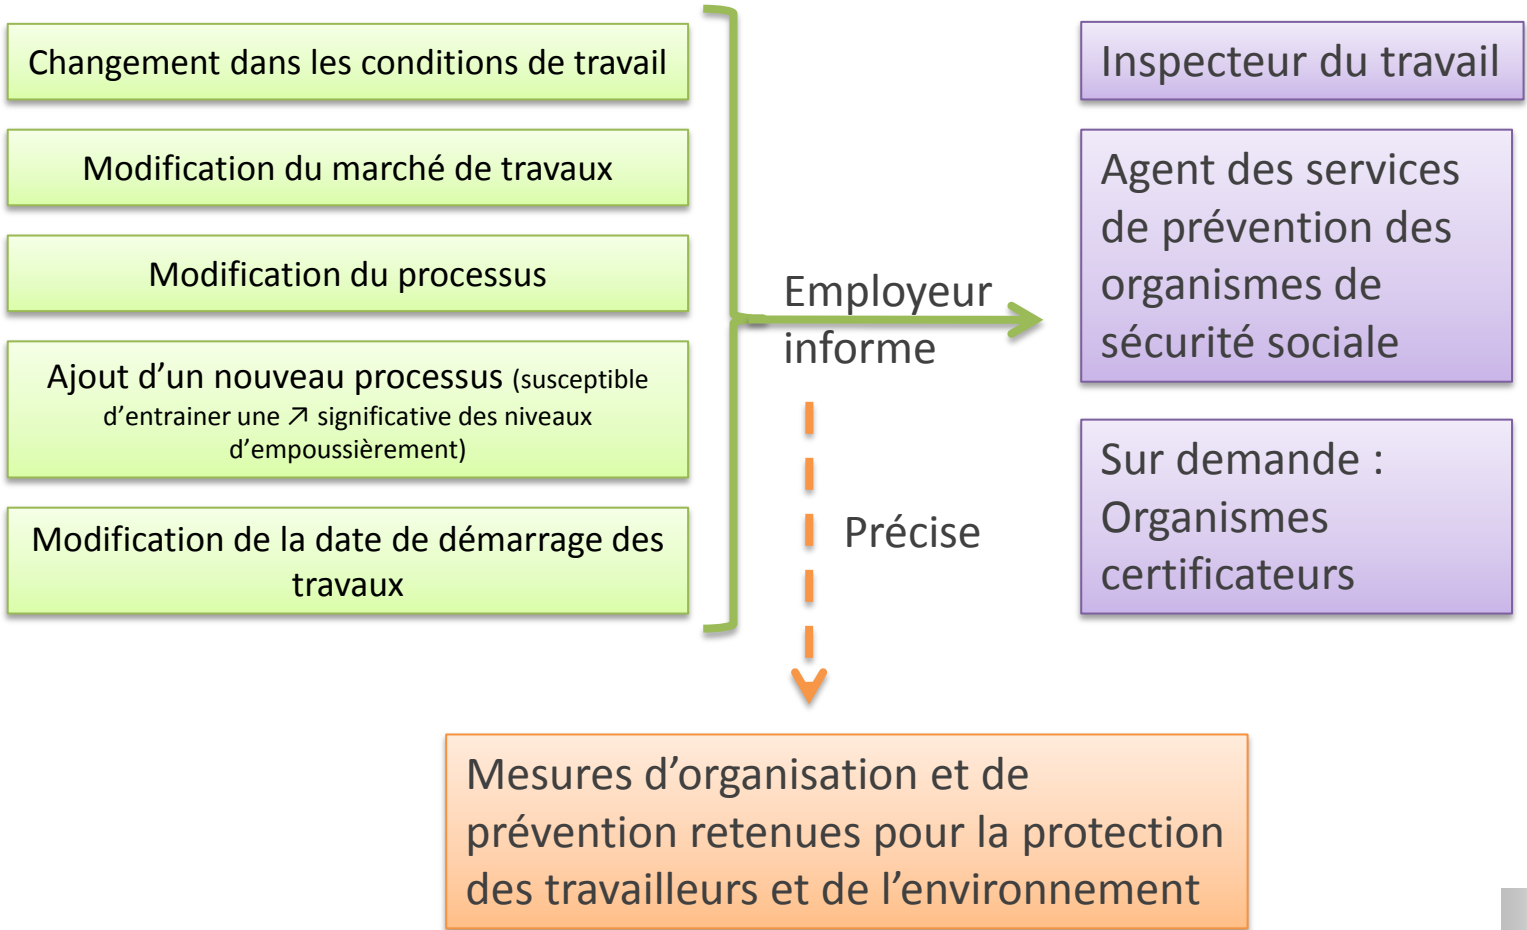 Changement dans les conditions de travail
Modification du marché de travaux
Modification du processus
Ajout d’un nouveau processus (susceptible
d’entrainer une ↗ significative des niveaux
d’empoussièrement)
Modification de la date de démarrage des
travaux
Employeur
informe
Précise
Inspecteur du travail
Agent des services
de prévention des
organismes de
sécurité sociale
Sur demande :
Organismes
certificateurs
Mesures d’organisation et de
prévention retenues pour la protection
des travailleurs et de l’environnement